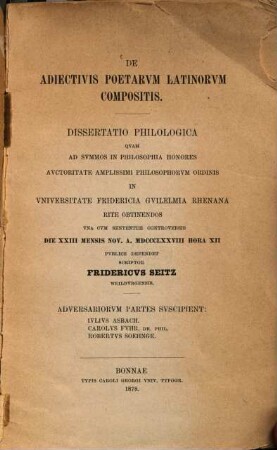 DE
ADIECTIVIS POETARVM LATINORVM
COMPOSITIS.
DISSERTATIO PHILOLOGICA
QVAM
AD SVMMOS IN PHILOSOPHIA HONORES
AVCTORITATE AMPLISSIMI PHILOSOPHORVM ORDINIS
IN
VNIVERSITATE FRIDERICIA GVILELMIA RHENANA
RITE OBTINENDOS
VNA CVM SENTENTIIS CONTROVERSIS
DIE XXIII MENSIS NOV. A. MDCCCLXXVIII HORA XII
PVBLICE DEFENDET
SCRIPTOR
FRIDERICVS SEITZ
WEILBVRGENSIS.
ADVERSARIORVM PARTES SVSCIPIENT:
IVLIVS ASBACH.
CAROLVS FVHR, DR. PHIL.
ROBERTVS SOEHNGE.
BONNAE
TYPIS CAROLI GEORGI VNIV. TYPOGR.
1878.